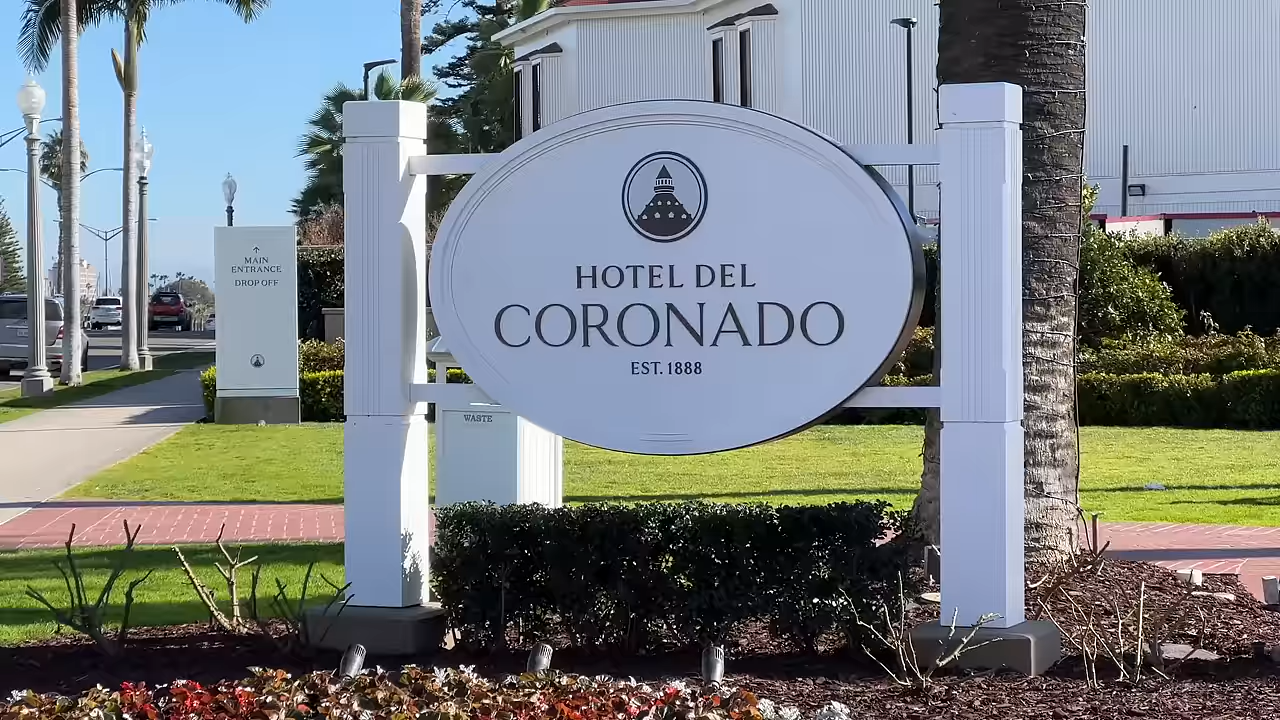 MAIN
ENTRANCE
DROP OFF
HOTEL DEL
CORONADO
EST. 1888
WASTE